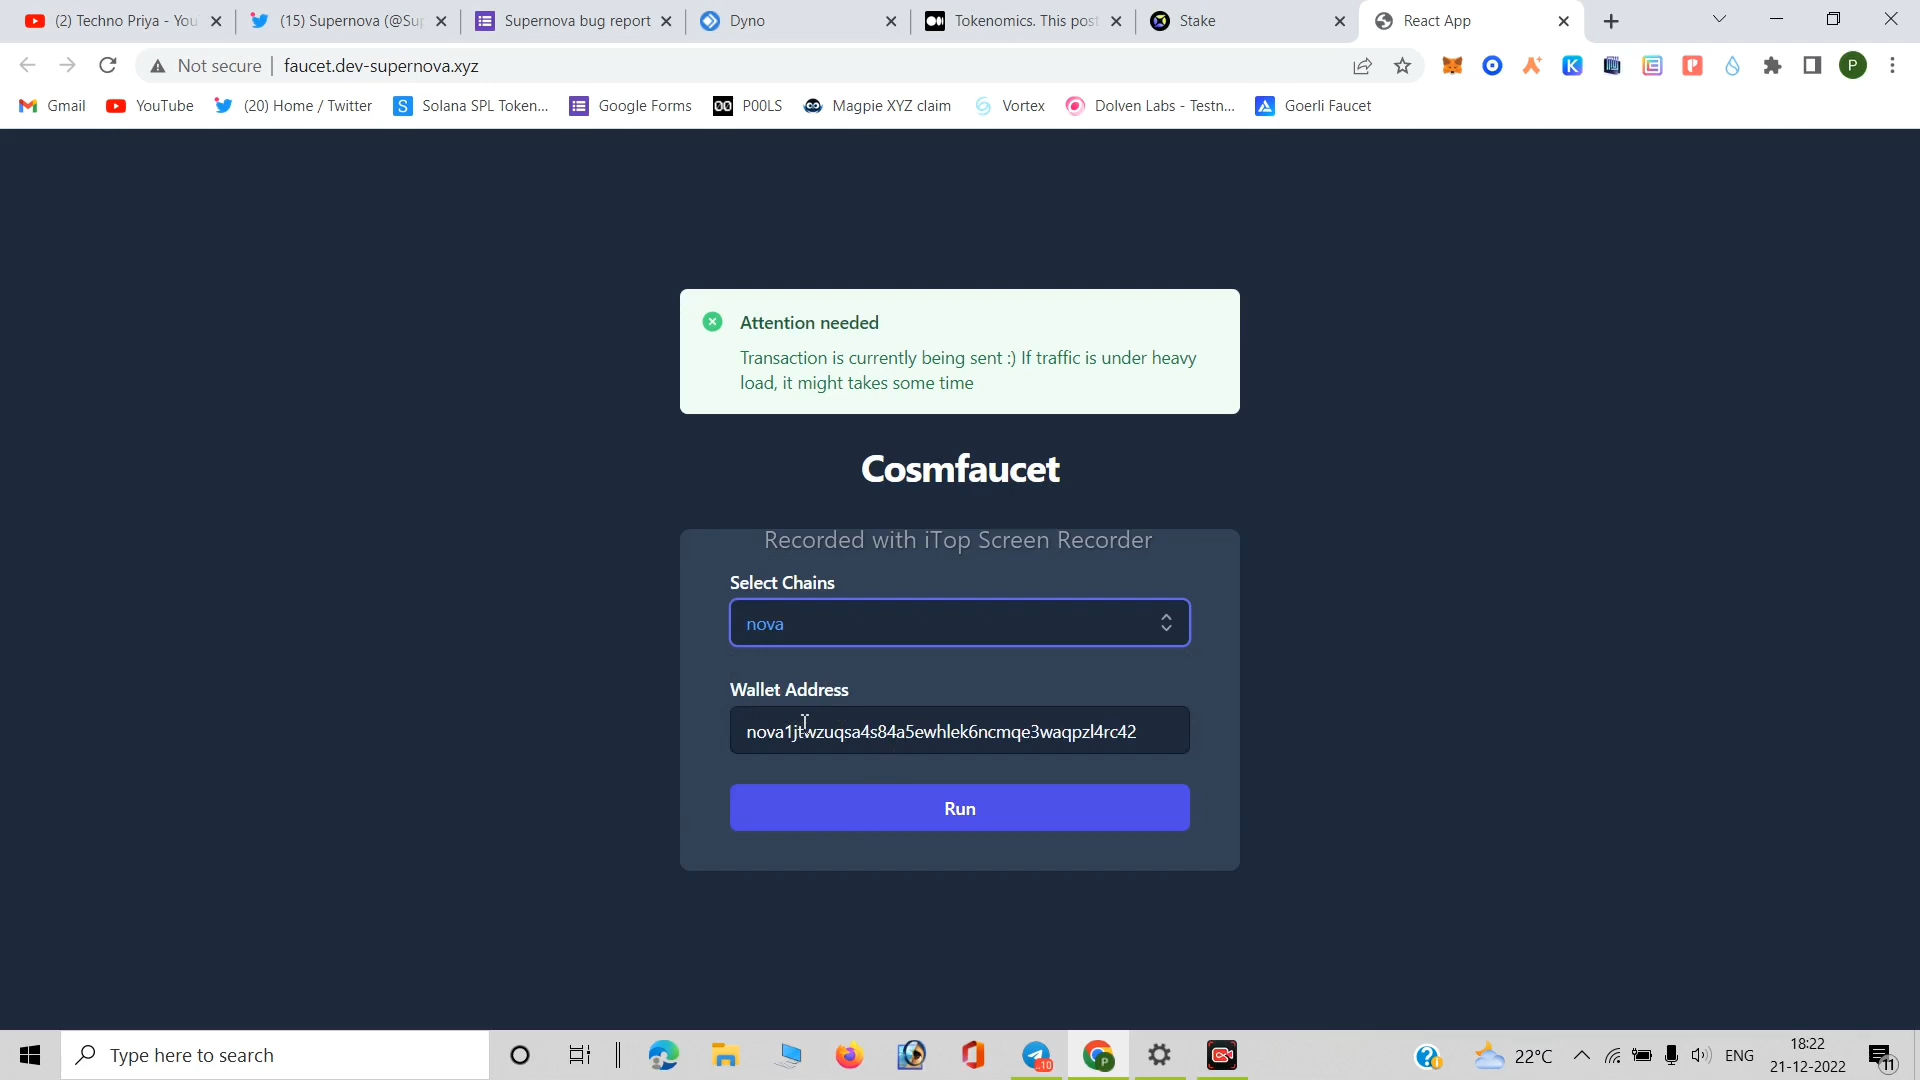 (2) Techno Priya - You
(15) Supernova (@Sup
Supernova bug report
Dyno
Tokenomics. This post
Stake
React App
Not secure
faucet.dev-supernova.xyz
P
Gmail
YouTube
(20) Home / Twitter
Solana SPL Token...
Google Forms
P00LS
Magpie XYZ claim
Vortex
Dolven Labs - Testn...
Goerli Faucet
Attention needed
Transaction is currently being sent :) If traffic is under heavy
load, it might takes some time
Cosmfaucet
Recorded with iTop Screen Recorder
Select Chains
nova
Wallet Address
nova1jtwzuqsa4s84a5ewhlek6ncmqe3waqpzl4rc42
Run
Type here to search
22°C
ENG
18:22
21-12-2022
11